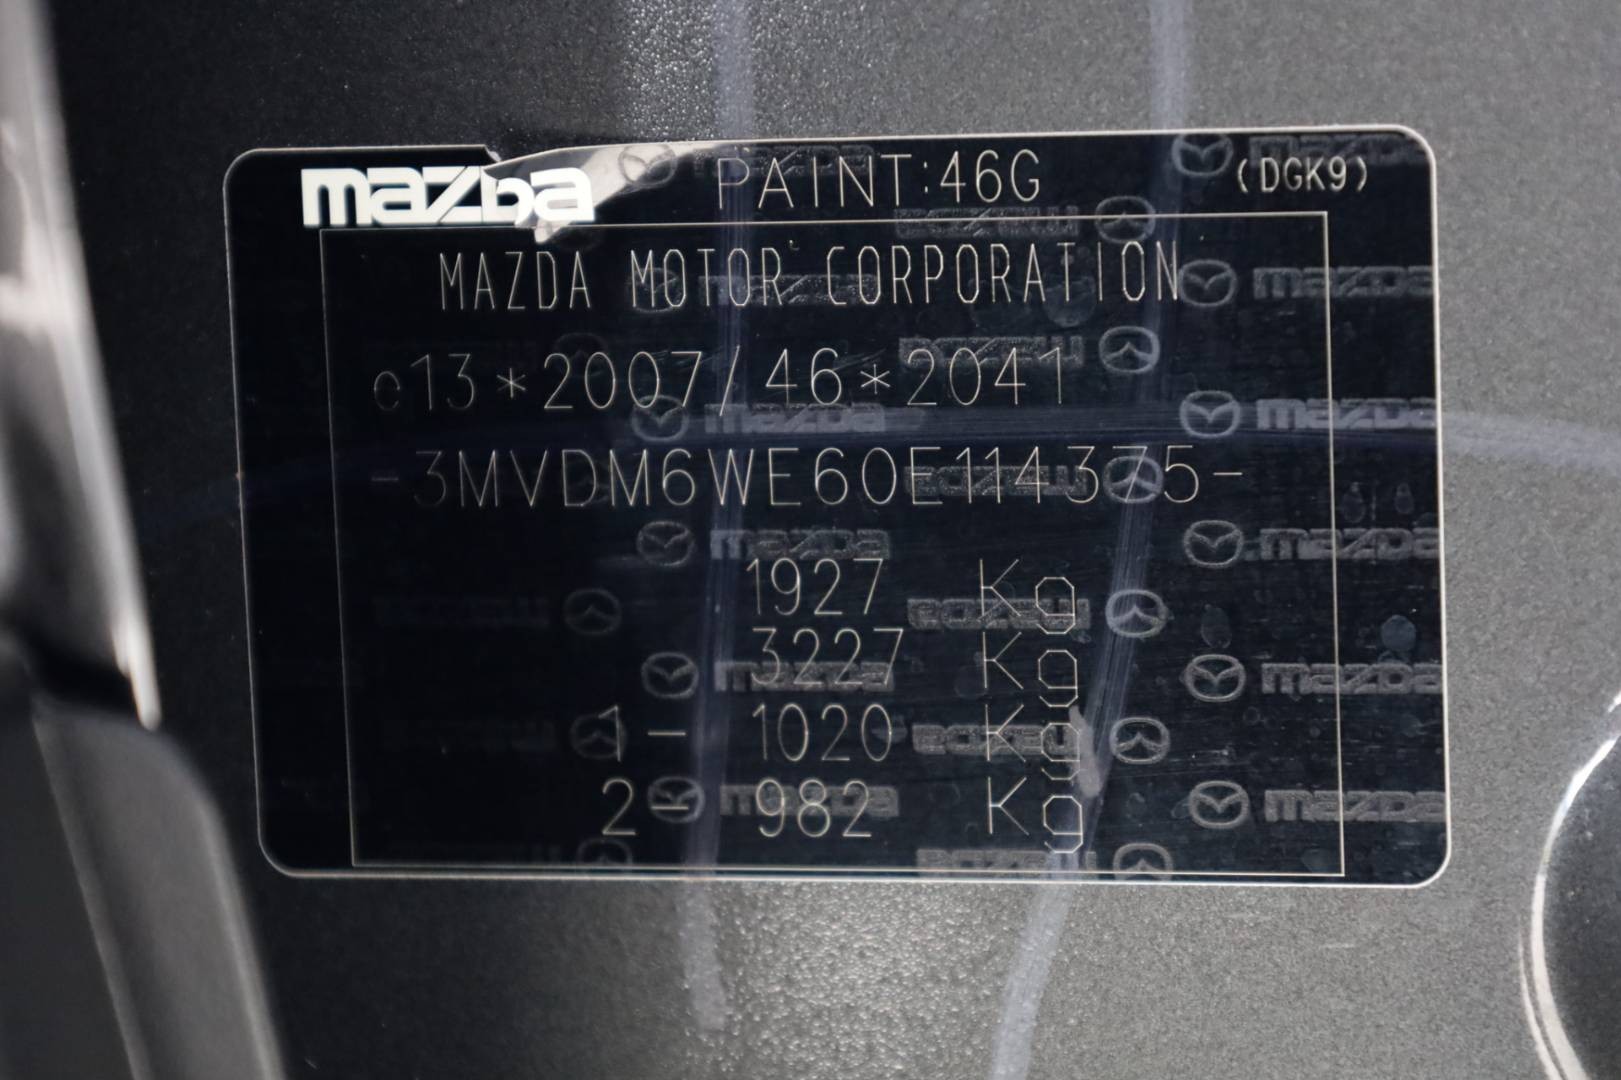 mazda PAINT:46G (DGK9)
MAZDA MOTOR CORPORATION
e13*2007/46*2041
-3MVDM6WE60E114375-
1927 Kg
3227 Kg
1- 1020 Kg
2- 982 Kg